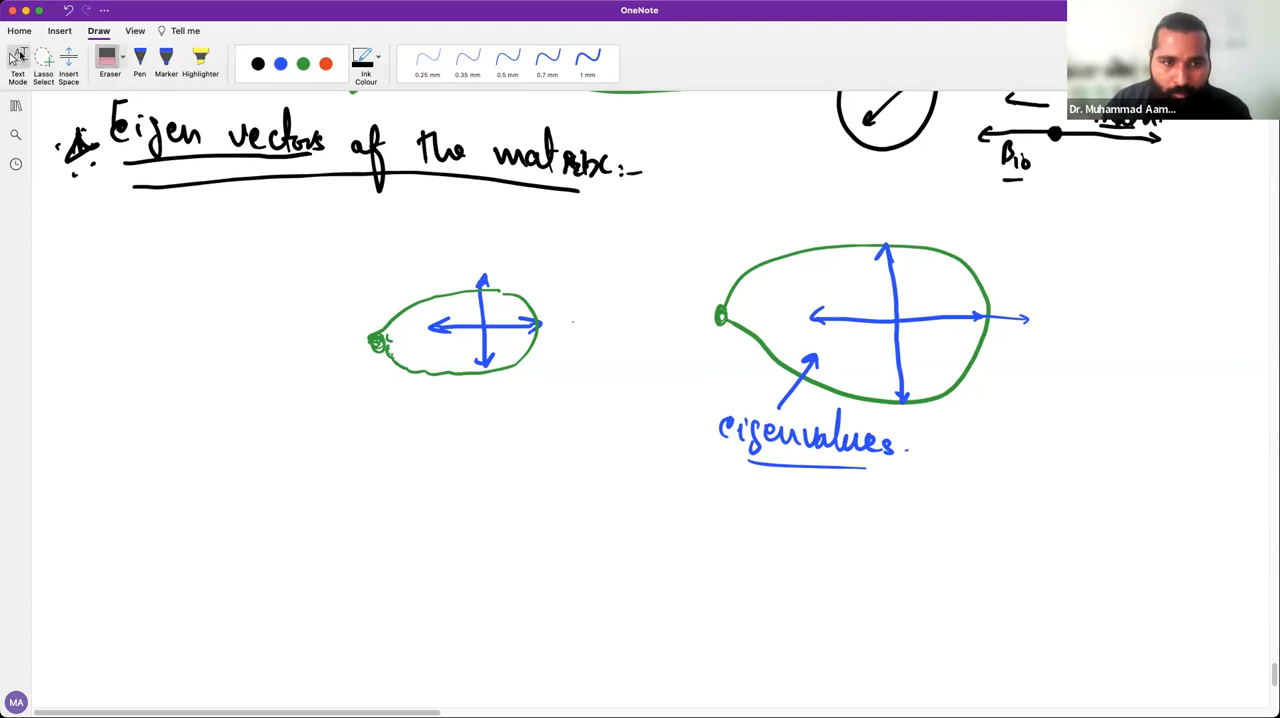 OneNote
Home Insert Draw View Tell me
Text Mode
Lasso Select
Insert Space
Eraser
Pen
Marker
Highlighter
Ink Colour
0.25 mm
0.35 mm
0.5 mm
0.7 mm
1 mm
Dr. Muhammad Aam...
Eigen vectors of the matrix:-
Bio
eigenvalues.
MA